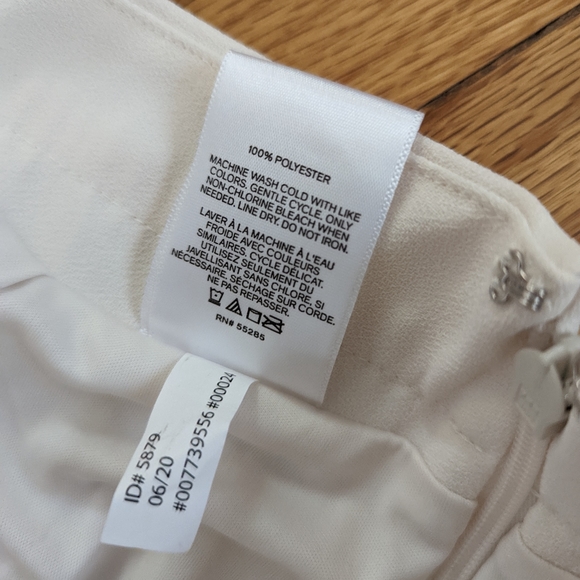 100% POLYESTER
MACHINE WASH COLD WITH LIKE
COLORS. GENTLE CYCLE. ONLY
NON-CHLORINE BLEACH WHEN
NEEDED. LINE DRY. DO NOT IRON.
LAVER À LA MACHINE À L'EAU
FROIDE AVEC COULEURS
SIMILAIRES. CYCLE DÉLICAT.
UTILISEZ SEULEMENT DU
JAVELLISANT SANS CHLORE, SI
NÉCESSAIRE. SÉCHAGE SUR CORDE.
NE PAS REPASSER.
RN# 55285
ID# 5879
06/20
#007739556 #00024